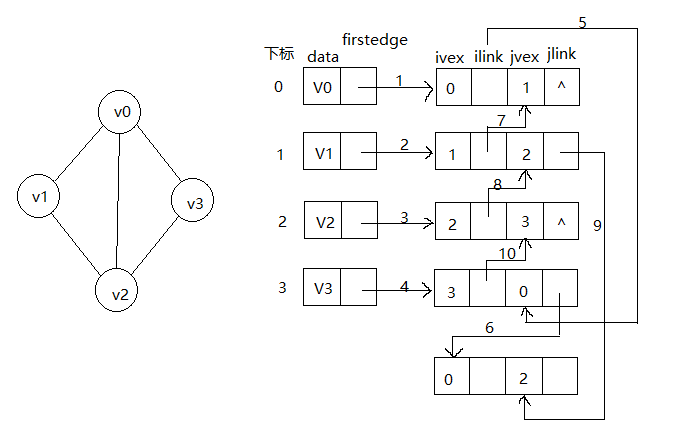 v0
v1
v3
v2
下标 data firstedge ivex ilink jvex jlink 5
0 V0 1 0 1 ^
7
1 V1 2 1 2
8
2 V2 3 2 3 ^ 9
10
3 V3 4 3 0
6
0 2